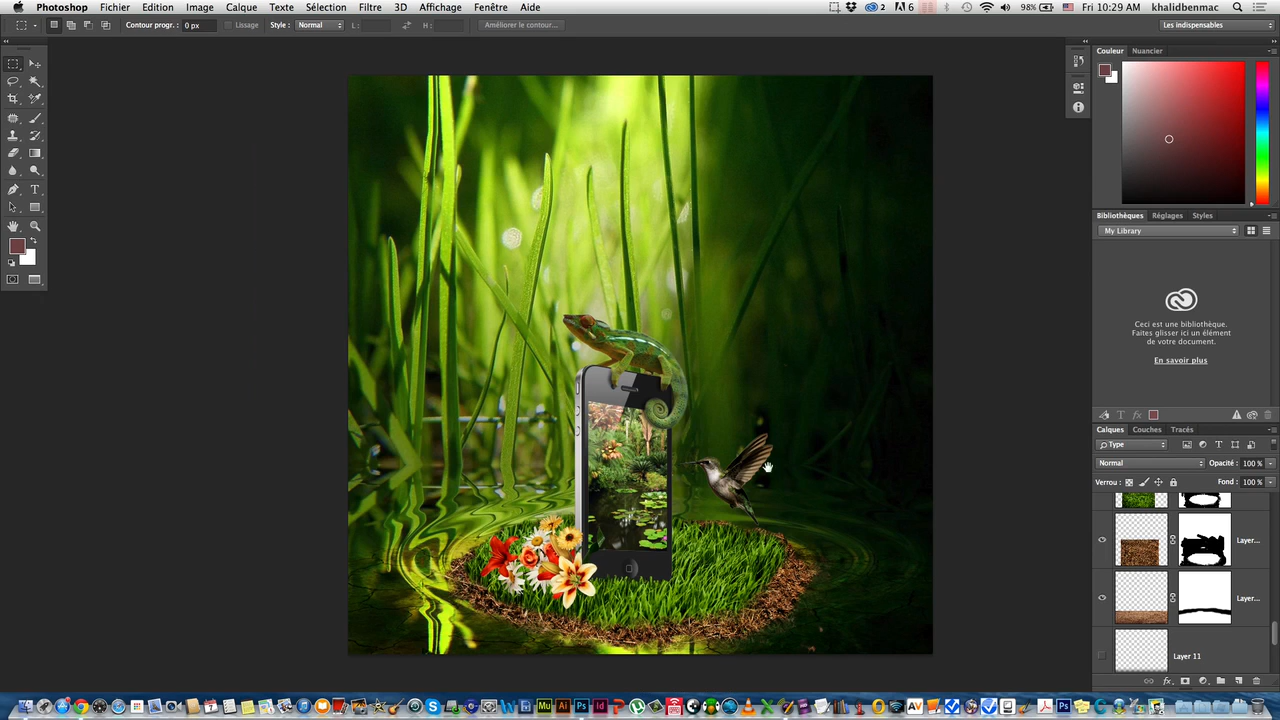 Photoshop Fichier Edition Image Calque Texte Sélection Filtre 3D Affichage Fenêtre Aide 2 6 98% Fri 10:29 AM khalidbenmac
Contour progr. : 0 px Lissage Style : Normal L : H : Améliorer le contour... Les indispensables
Couleur Nuancier
Bibliothèques Réglages Styles
My Library
Ceci est une bibliothèque.
Faites glisser ici un élément
de votre document.
En savoir plus
Calques Couches Tracés
Type
Normal Opacité : 100 %
Verrou : Fond : 100 %
Layer...
Layer...
Layer 11